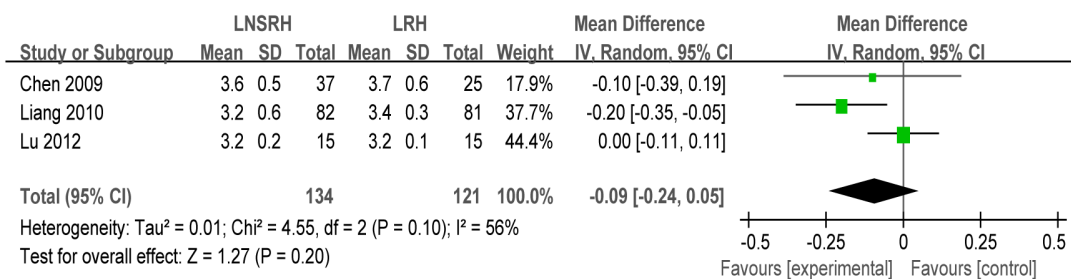 LNSRH LRH Mean Difference Mean Difference
Study or Subgroup Mean SD Total Mean SD Total Weight IV, Random, 95% CI IV, Random, 95% CI
Chen 2009 3.6 0.5 37 3.7 0.6 25 17.9% -0.10 [-0.39, 0.19]
Liang 2010 3.2 0.6 82 3.4 0.3 81 37.7% -0.20 [-0.35, -0.05]
Lu 2012 3.2 0.2 15 3.2 0.1 15 44.4% 0.00 [-0.11, 0.11]
Total (95% CI) 134 121 100.0% -0.09 [-0.24, 0.05]
Heterogeneity: Tau² = 0.01; Chi² = 4.55, df = 2 (P = 0.10); I² = 56%
Test for overall effect: Z = 1.27 (P = 0.20)
-0.5 -0.25 0 0.25 0.5
Favours [experimental] Favours [control]